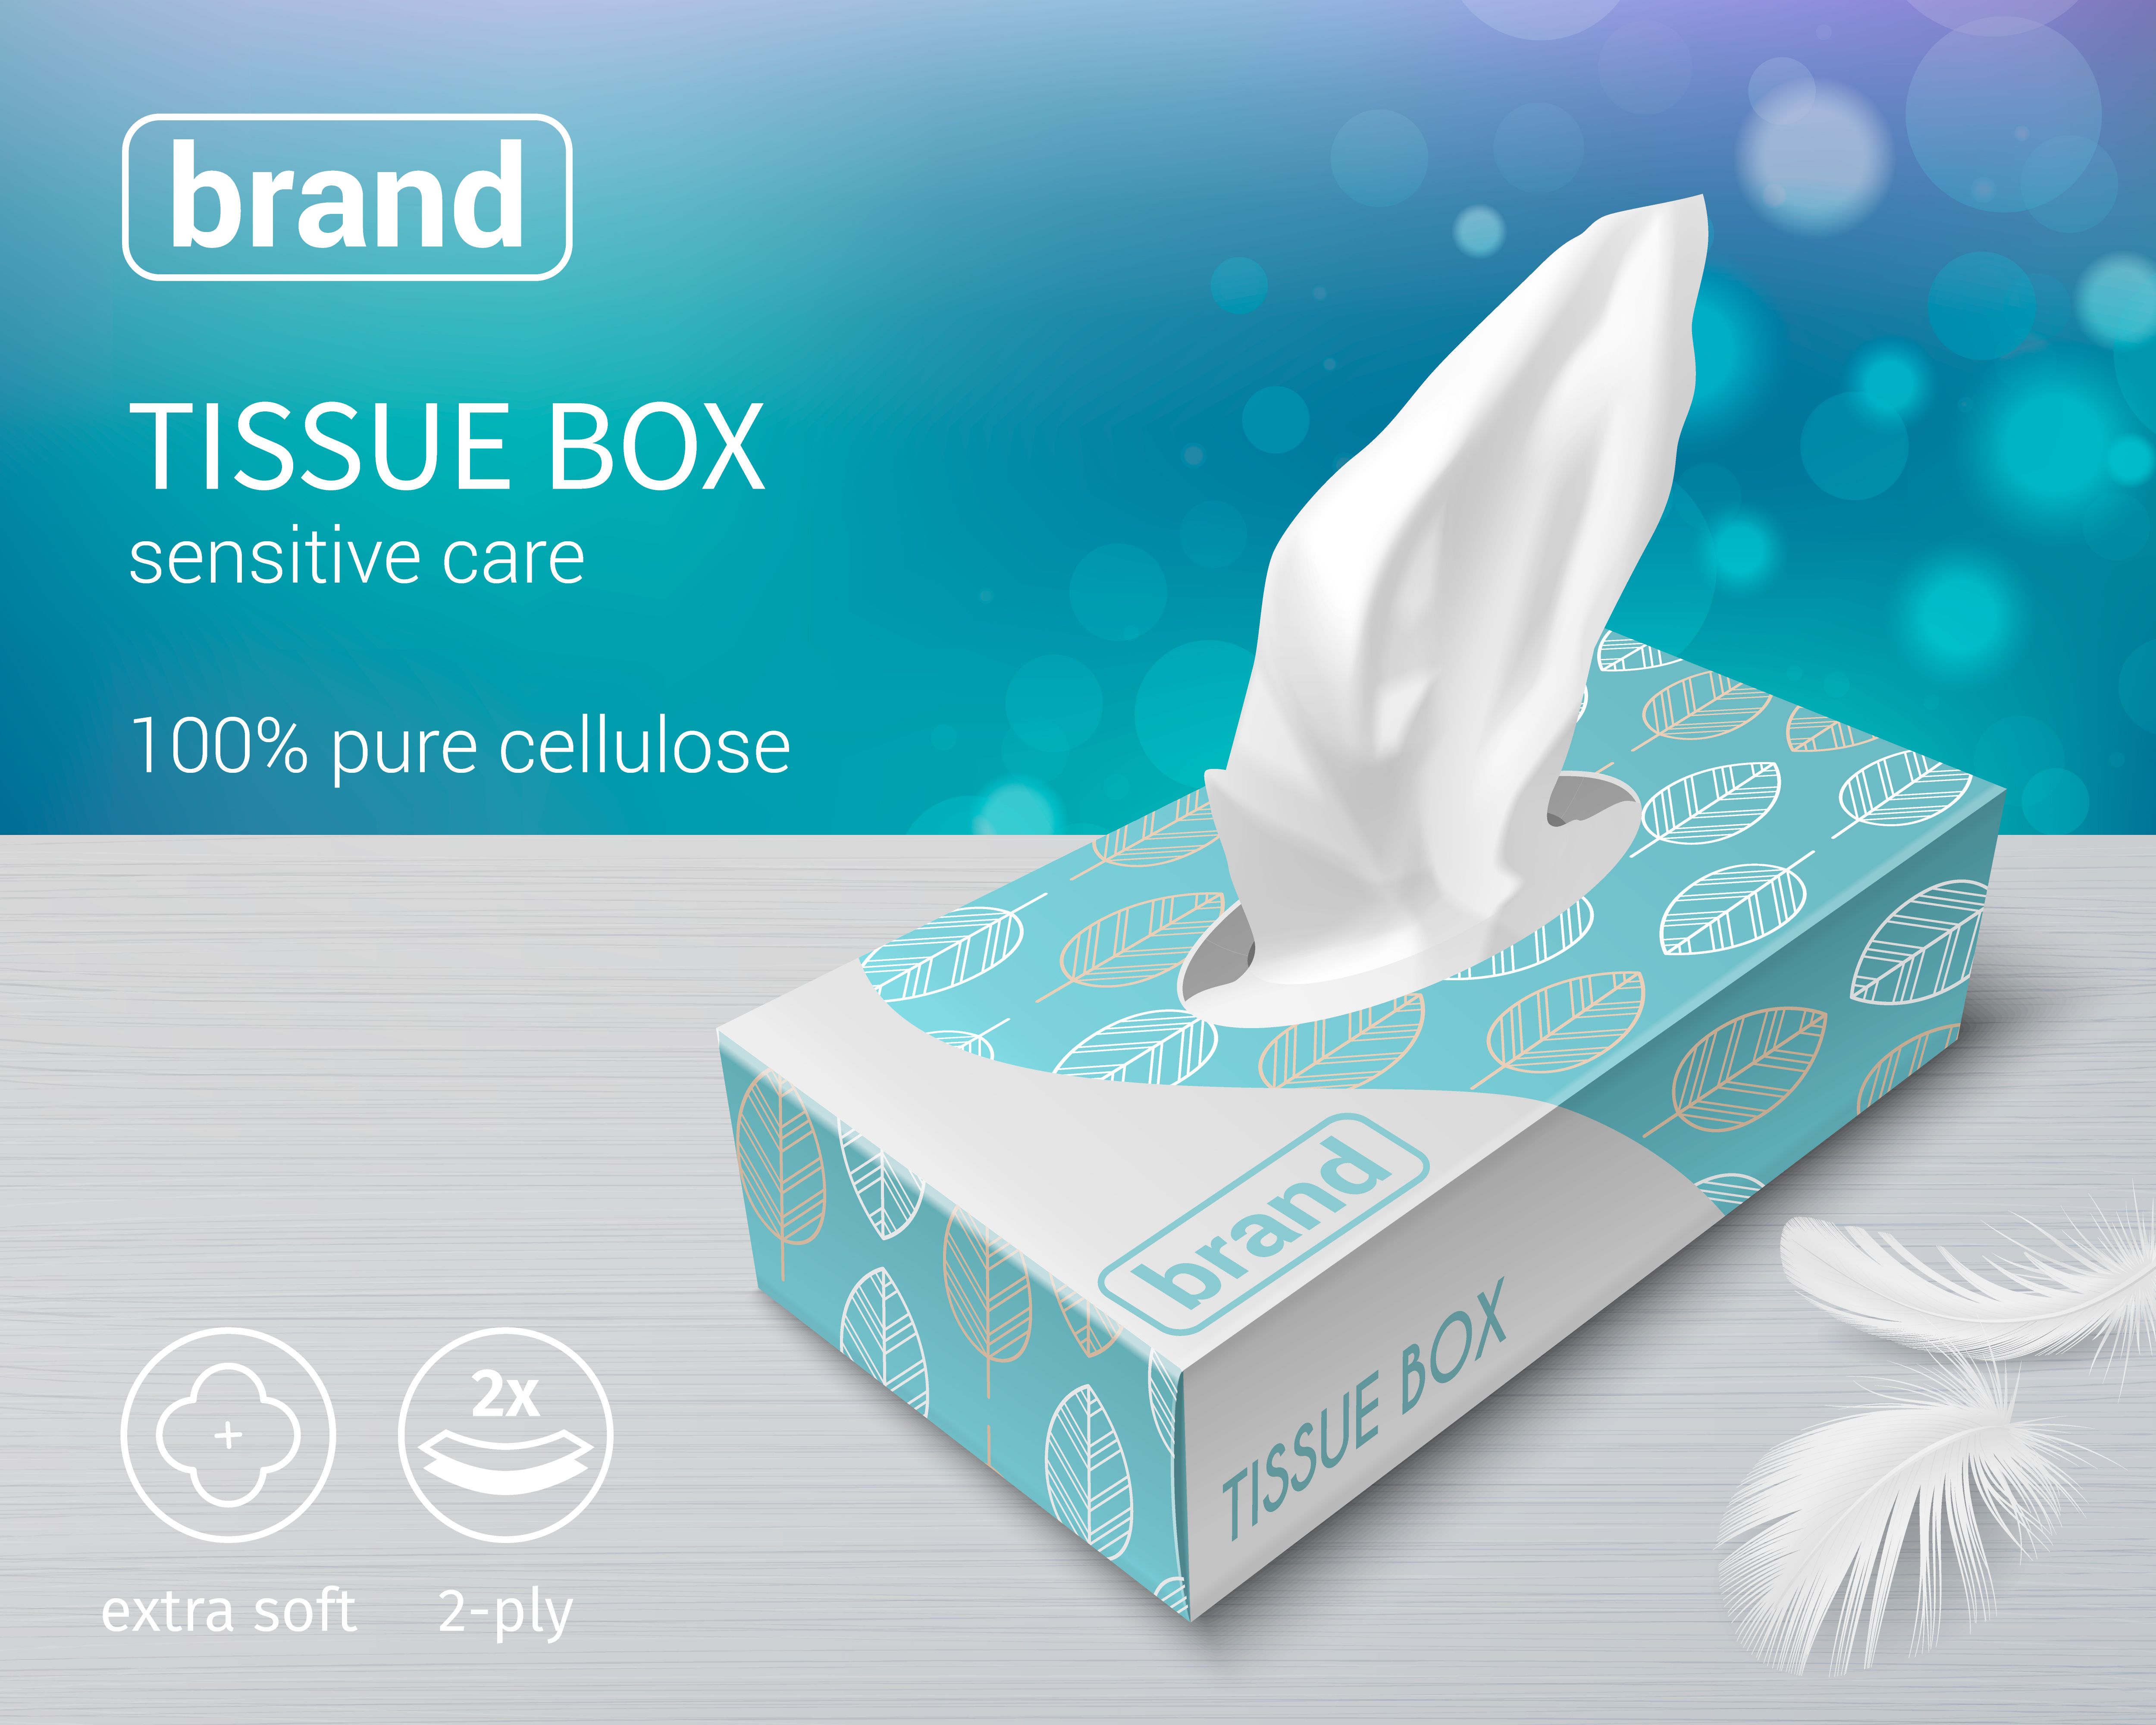 brand
TISSUE BOX
sensitive care
100% pure cellulose
brand
TISSUE BOX
2x
extra soft
2-ply